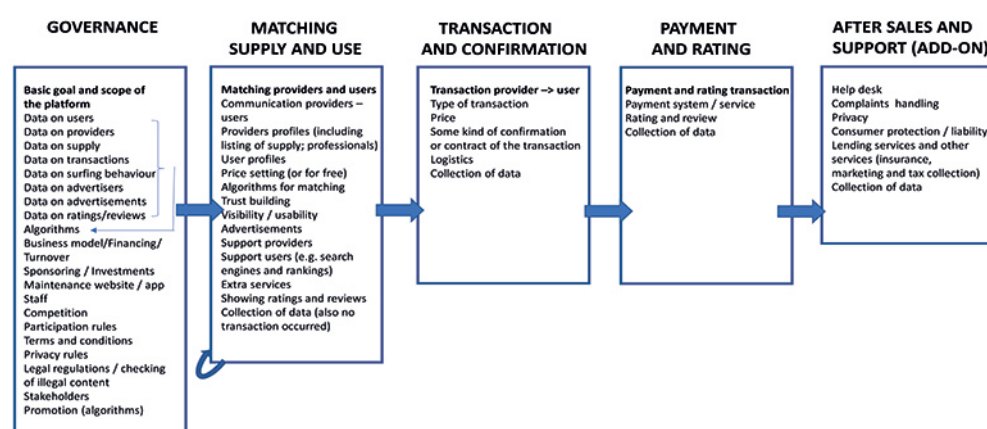 GOVERNANCE
Basic goal and scope of
the platform
Data on users
Data on providers
Data on supply
Data on transactions
Data on surfing behaviour
Data on advertisers
Data on advertisements
Data on ratings/reviews
Algorithms
Business model/Financing/
Turnover
Sponsoring / Investments
Maintenance website / app
Staff
Competition
Participation rules
Terms and conditions
Privacy rules
Legal regulations / checking
of illegal content
Stakeholders
Promotion (algorithms)
MATCHING
SUPPLY AND USE
Matching providers and users
Communication providers –
users
Providers profiles (including
listing of supply; professionals)
User profiles
Price setting (or for free)
Algorithms for matching
Trust building
Visibility / usability
Advertisements
Support providers
Support users (e.g. search
engines and rankings)
Extra services
Showing ratings and reviews
Collection of data (also no
transaction occurred)
TRANSACTION
AND CONFIRMATION
Transaction provider –> user
Type of transaction
Price
Some kind of confirmation
or contract of the transaction
Logistics
Collection of data
PAYMENT
AND RATING
Payment and rating transaction
Payment system / service
Rating and review
Collection of data
AFTER SALES AND
SUPPORT (ADD-ON)
Help desk
Complaints handling
Privacy
Consumer protection / liability
Lending services and other
services (insurance,
marketing and tax collection)
Collection of data